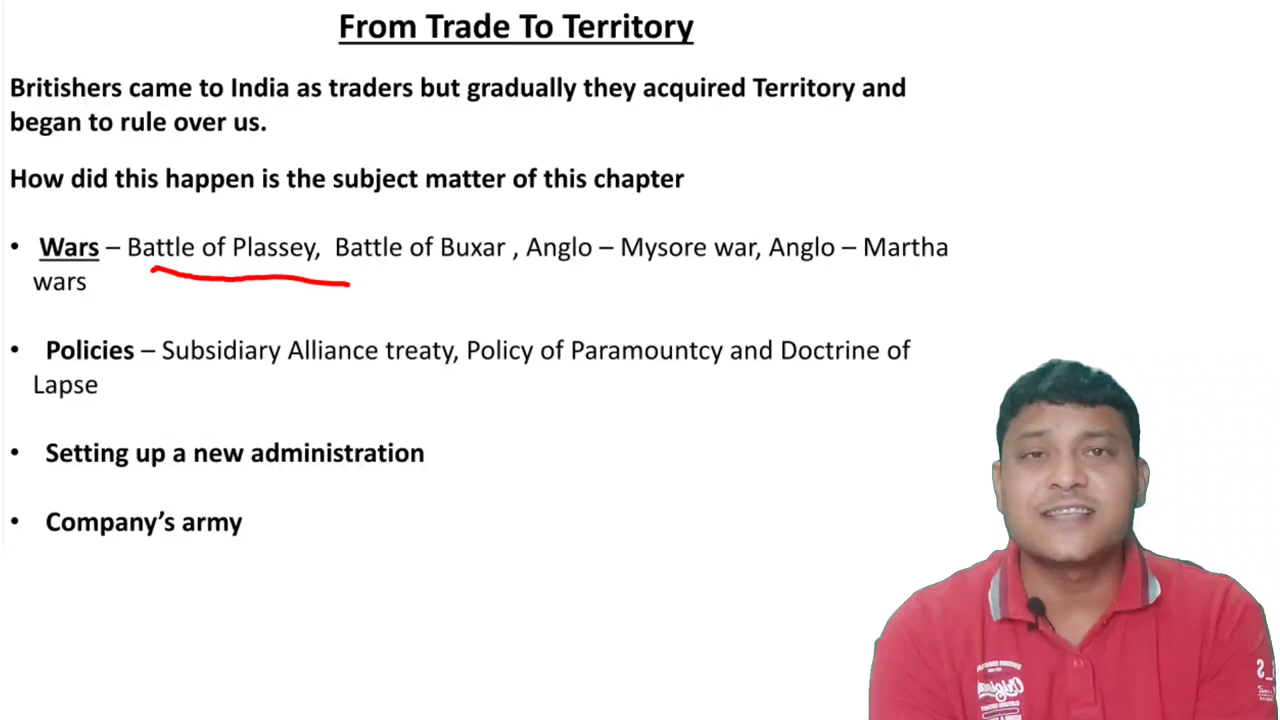 From Trade To Territory
Britishers came to India as traders but gradually they acquired Territory and
began to rule over us.
How did this happen is the subject matter of this chapter
• Wars – Battle of Plassey, Battle of Buxar , Anglo – Mysore war, Anglo – Martha
wars
• Policies – Subsidiary Alliance treaty, Policy of Paramountcy and Doctrine of
Lapse
• Setting up a new administration
• Company’s army
Original